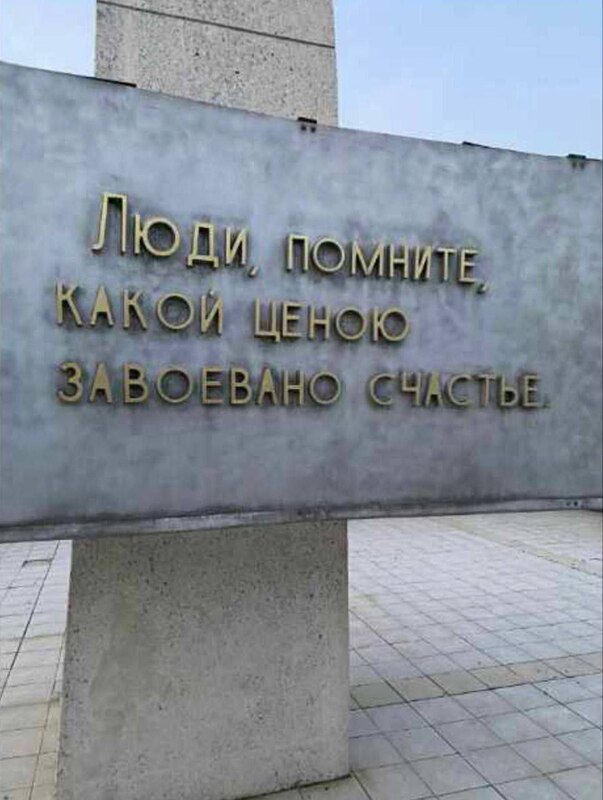 Люди, помните,
какой ценою
завоевано счастье.